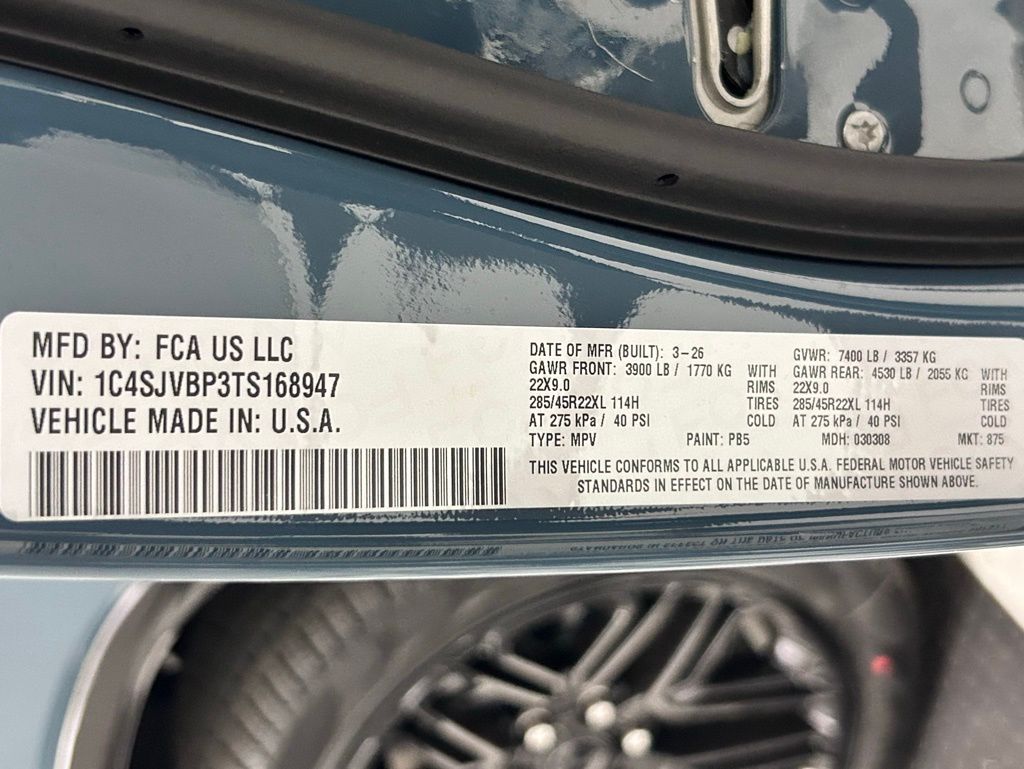 MFD BY: FCA US LLC
VIN: 1C4SJVBP3TS168947
VEHICLE MADE IN: U.S.A.
DATE OF MFR (BUILT): 3-26 GVWR: 7400 LB / 3357 KG
GAWR FRONT: 3900 LB / 1770 KG WITH GAWR REAR: 4530 LB / 2055 KG WITH
22X9.0 RIMS 22X9.0 RIMS
285/45R22XL 114H TIRES 285/45R22XL 114H TIRES
AT 275 kPa / 40 PSI COLD AT 275 kPa / 40 PSI COLD
TYPE: MPV PAINT: PB5 MDH: 030308 MKT: 875
THIS VEHICLE CONFORMS TO ALL APPLICABLE U.S.A. FEDERAL MOTOR VEHICLE SAFETY
STANDARDS IN EFFECT ON THE DATE OF MANUFACTURE SHOWN ABOVE.